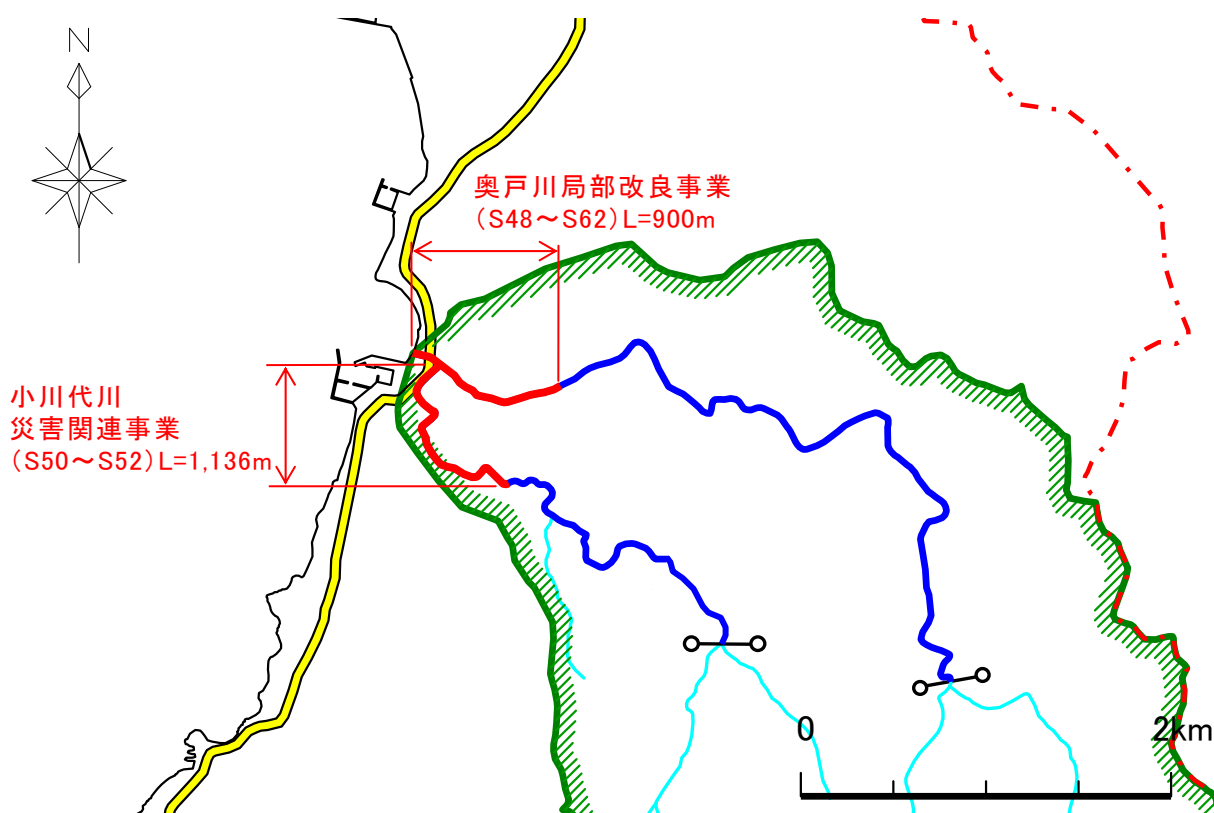 N
奥戸川局部改良事業
(S48～S62)L=900m
小川代川
災害関連事業
(S50～S52)L=1,136m
0
2km